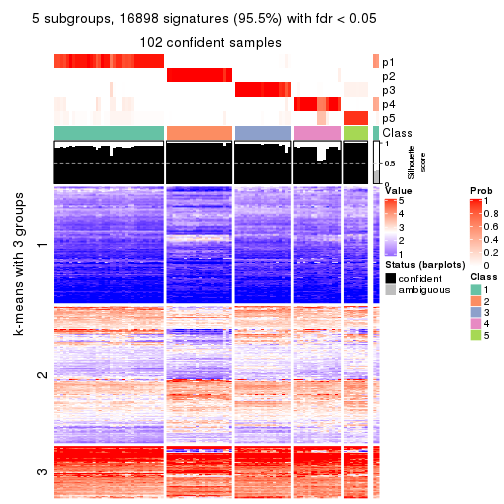 5 subgroups, 16898 signatures (95.5%) with fdr < 0.05
102 confident samples
p1
p2
p3
p4
p5
Class
1
0.5
0
Silhouette
score
k-means with 3 groups
1
2
3
Value
5
4
3
2
1
Status (barplots)
confident
ambiguous
Prob
1
0.8
0.6
0.4
0.2
0
Class
1
2
3
4
5